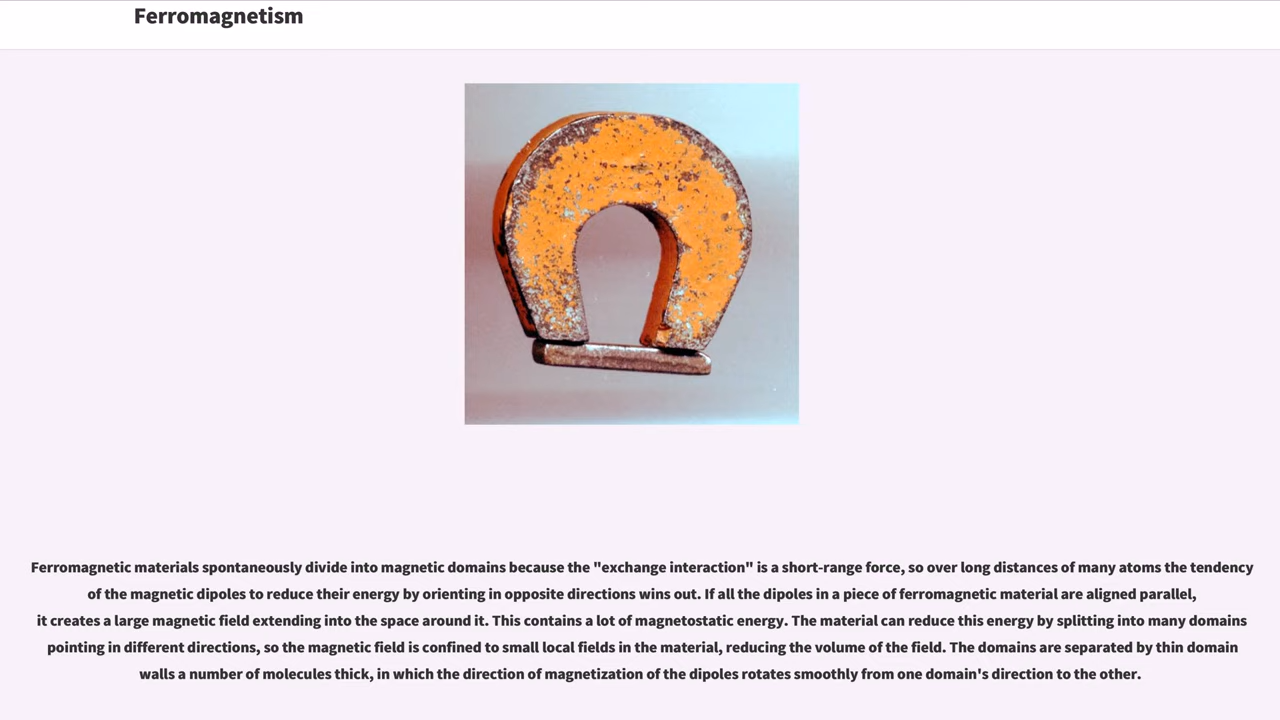 Ferromagnetism
Ferromagnetic materials spontaneously divide into magnetic domains because the "exchange interaction" is a short-range force, so over long distances of many atoms the tendency
of the magnetic dipoles to reduce their energy by orienting in opposite directions wins out. If all the dipoles in a piece of ferromagnetic material are aligned parallel,
it creates a large magnetic field extending into the space around it. This contains a lot of magnetostatic energy. The material can reduce this energy by splitting into many domains
pointing in different directions, so the magnetic field is confined to small local fields in the material, reducing the volume of the field. The domains are separated by thin domain
walls a number of molecules thick, in which the direction of magnetization of the dipoles rotates smoothly from one domain's direction to the other.